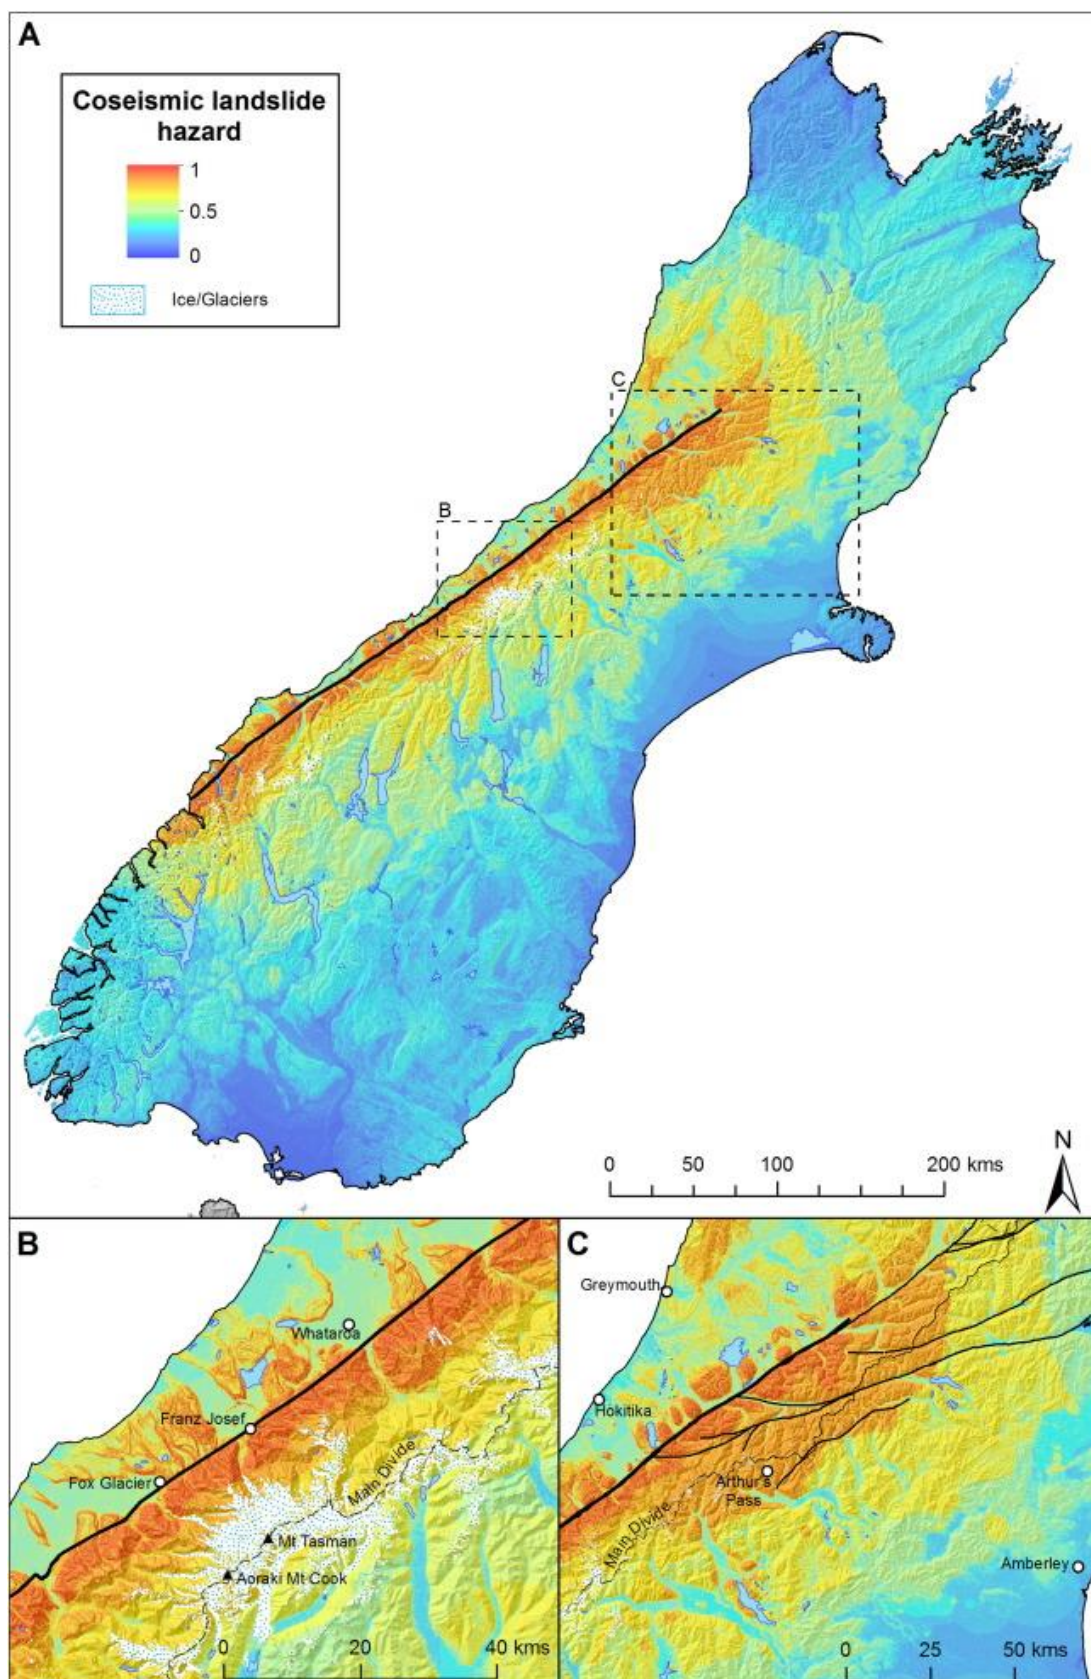 A
Coseismic landslide
hazard
1
0.5
0
Ice/Glaciers
C
B
N
0 50 100 200 kms
B
Whataroa
Franz Josef
Fox Glacier
Main Divide
Mt Tasman
Aoraki Mt Cook
0 20 40 kms
C
Greymouth
Hokitika
Arthur's
Pass
Main Divide
Amberley
0 25 50 kms